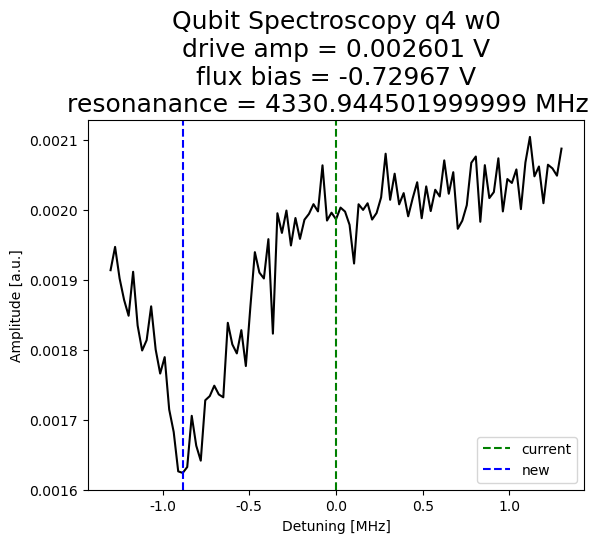 Qubit Spectroscopy q4 w0
drive amp = 0.002601 V
flux bias = -0.72967 V
resonanance = 4330.944501999999 MHz
0.0021
0.0020
0.0019
0.0018
0.0017
0.0016
Amplitude [a.u.]
-1.0
-0.5
0.0
0.5
1.0
Detuning [MHz]
current
new